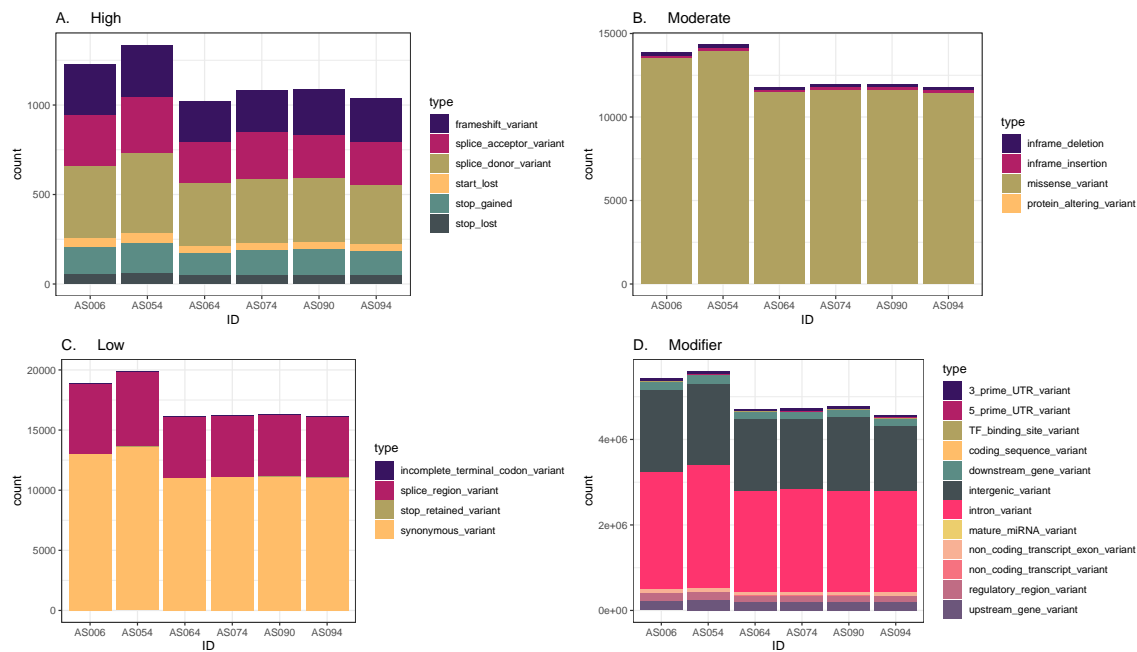 A. High
1000
500
0
count
AS006 AS054 AS064 AS074 AS090 AS094
ID
type
frameshift_variant
splice_acceptor_variant
splice_donor_variant
start_lost
stop_gained
stop_lost
B. Moderate
15000
10000
5000
0
count
AS006 AS054 AS064 AS074 AS090 AS094
ID
type
inframe_deletion
inframe_insertion
missense_variant
protein_altering_variant
C. Low
20000
15000
10000
5000
0
count
AS006 AS054 AS064 AS074 AS090 AS094
ID
type
incomplete_terminal_codon_variant
splice_region_variant
stop_retained_variant
synonymous_variant
D. Modifier
4e+06
2e+06
0e+00
count
AS006 AS054 AS064 AS074 AS090 AS094
ID
type
3_prime_UTR_variant
5_prime_UTR_variant
TF_binding_site_variant
coding_sequence_variant
downstream_gene_variant
intergenic_variant
intron_variant
mature_miRNA_variant
non_coding_transcript_exon_variant
non_coding_transcript_variant
regulatory_region_variant
upstream_gene_variant